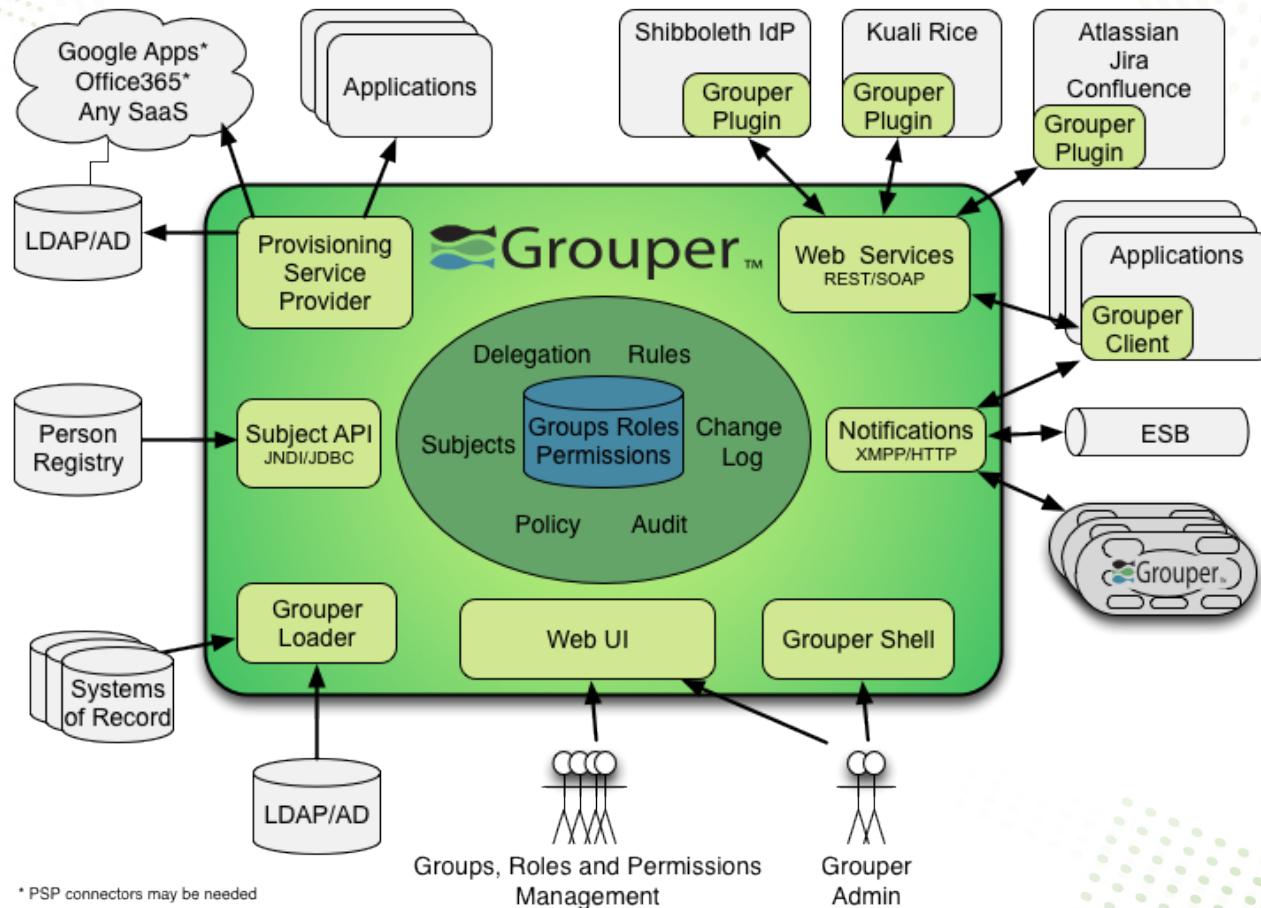 Google Apps*
Office365*
Any SaaS
Applications
Shibboleth IdP
Grouper
Plugin
Kuali Rice
Grouper
Plugin
Atlassian
Jira
Confluence
Grouper
Plugin
LDAP/AD
Provisioning
Service
Provider
Grouper™
Web Services
REST/SOAP
Applications
Grouper
Client
Delegation
Rules
Person
Registry
Subject API
JNDI/JDBC
Subjects
Groups Roles
Permissions
Change
Log
Notifications
XMPP/HTTP
ESB
Policy
Audit
Grouper™
Systems
of Record
Grouper
Loader
Web UI
Grouper Shell
LDAP/AD
Groups, Roles and Permissions
Management
Grouper
Admin
* PSP connectors may be needed